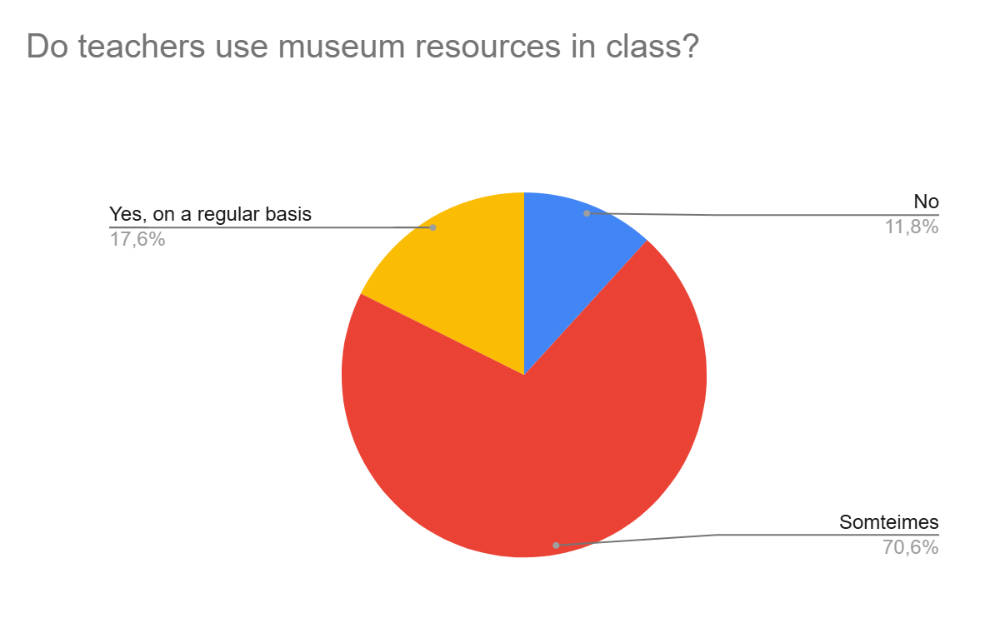 Do teachers use museum resources in class?
Yes, on a regular basis
17,6%
No
11,8%
Somteimes
70,6%